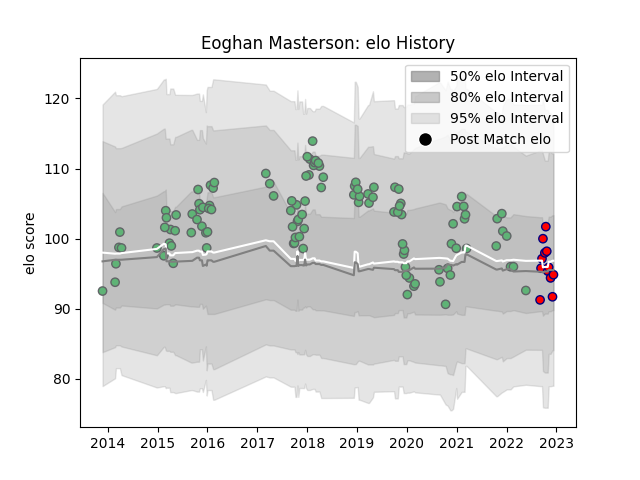 Eoghan Masterson: elo History
50% elo Interval
80% elo Interval
95% elo Interval
Post Match elo
elo score
120
110
100
90
80
2014 2015 2016 2017 2018 2019 2020 2021 2022 2023